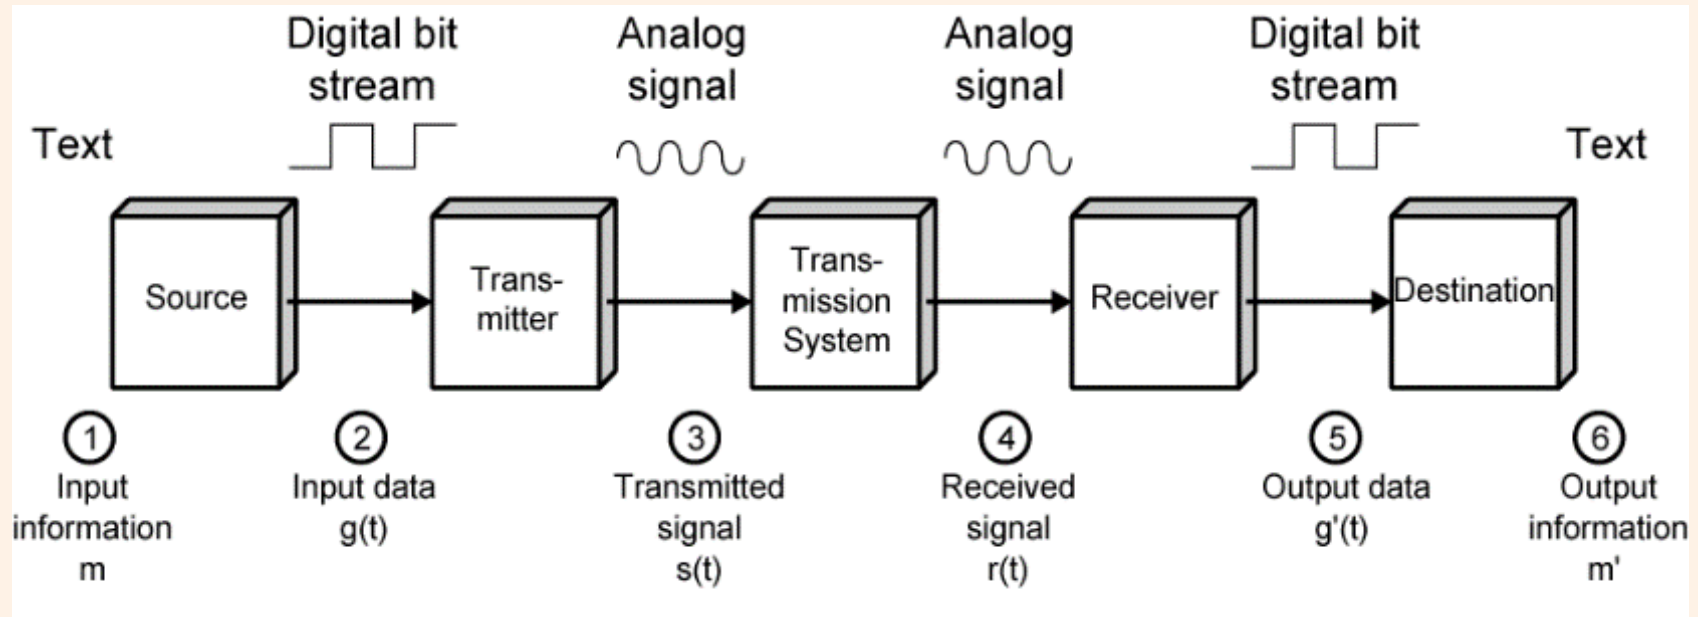 Digital bit
stream
Analog
signal
Analog
signal
Digital bit
stream
Text
Text
Source
Trans-
mitter
Trans-
mission
System
Receiver
Destination
1
Input
information
m
2
Input data
g(t)
3
Transmitted
signal
s(t)
4
Received
signal
r(t)
5
Output data
g'(t)
6
Output
information
m'